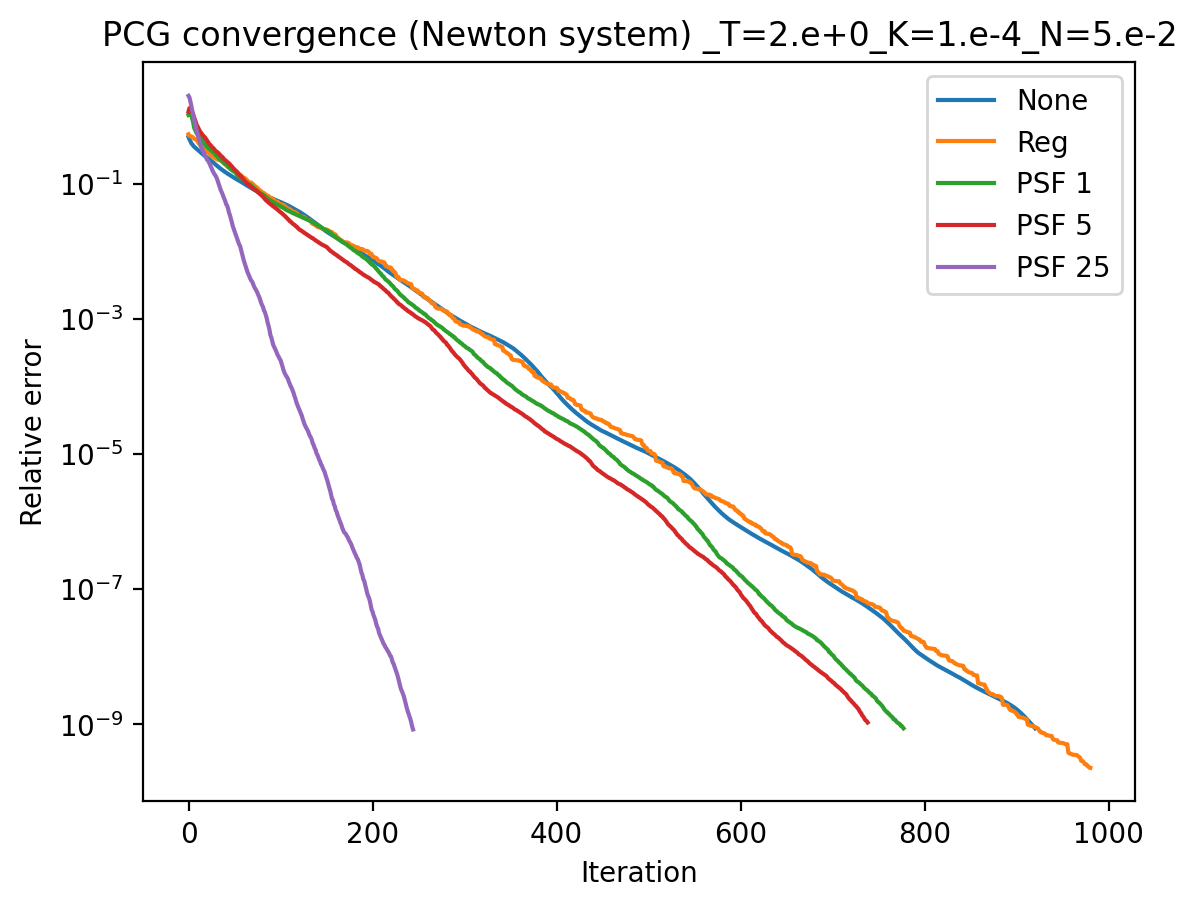 PCG convergence (Newton system) _T=2.e+0_K=1.e-4_N=5.e-2
None
Reg
PSF 1
PSF 5
PSF 25
Relative error
10⁻¹
10⁻³
10⁻⁵
10⁻⁷
10⁻⁹
0 200 400 600 800 1000
Iteration